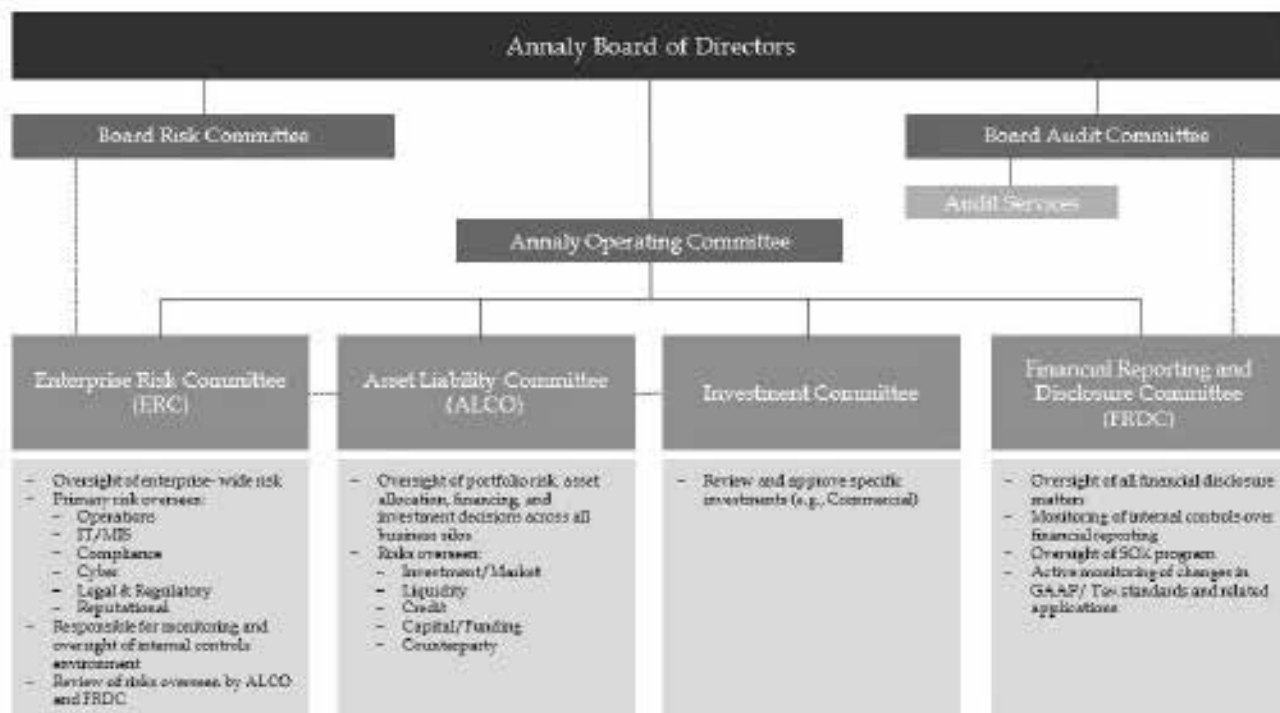 Annaly Board of Directors
Board Risk Committee
Board Audit Committee
Audit Services
Annaly Operating Committee
Enterprise Risk Committee
(ERC)
Asset Liability Committee
(ALCO)
Investment Committee
Financial Reporting and
Disclosure Committee
(FRDC)
- Oversight of enterprise-wide risk
- Primary risk overseen:
- Operations
- IT/MIS
- Compliance
- Cyber
- Legal & Regulatory
- Reputational
- Responsible for monitoring and
oversight of internal controls
environment
- Review of risks overseen by ALCO
and FRDC
- Oversight of portfolio risk, asset
allocation, financing, and
investment decisions across all
business silos
- Risks overseen:
- Investment/Market
- Liquidity
- Credit
- Capital/Funding
- Counterparty
- Review and approve specific
investments (e.g., Commercial)
- Oversight of all financial disclosure
matters
- Monitoring of internal controls over
financial reporting
- Oversight of SOX program
- Active monitoring of changes in
GAAP/ Tax standards and related
applications